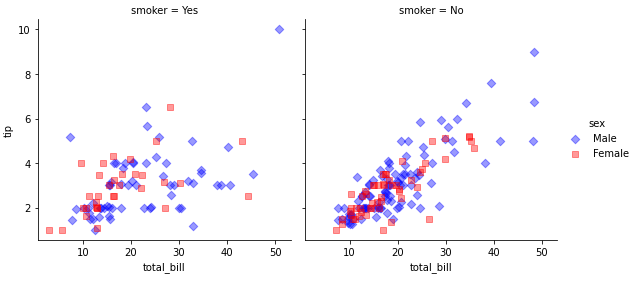 smoker = Yes
smoker = No
10
8
6
4
2
tip
10
20
30
40
50
total_bill
10
20
30
40
50
total_bill
sex
Male
Female